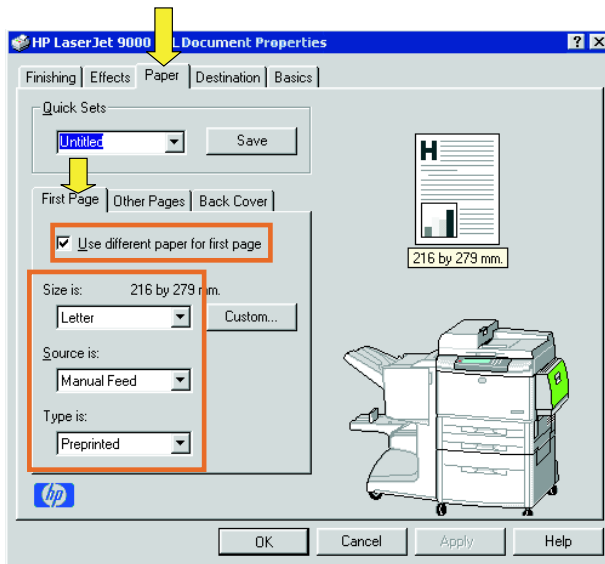 HP LaserJet 9000 Document Properties
Finishing Effects Paper Destination Basics
Quick Sets
Untitled
Save
First Page Other Pages Back Cover
Use different paper for first page
Size is: 216 by 279 mm.
Letter
Custom...
Source is:
Manual Feed
Type is:
Preprinted
H
216 by 279 mm.
hp
OK Cancel Apply Help